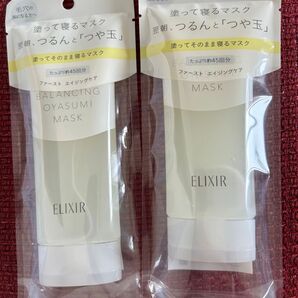 毛穴の
塗って寝るマスク
翌朝、つるんと「つや玉」
塗ってそのまま寝るマスク
たっぷり約45回分
ファースト エイジングケア
BALANCING
OYASUMI
MASK
ELIXIR
塗って寝るマスク
翌朝、つるんと「つや玉」
塗ってそのまま寝るマスク
たっぷり約45回分
ファースト エイジングケア
MASK
ELIXIR